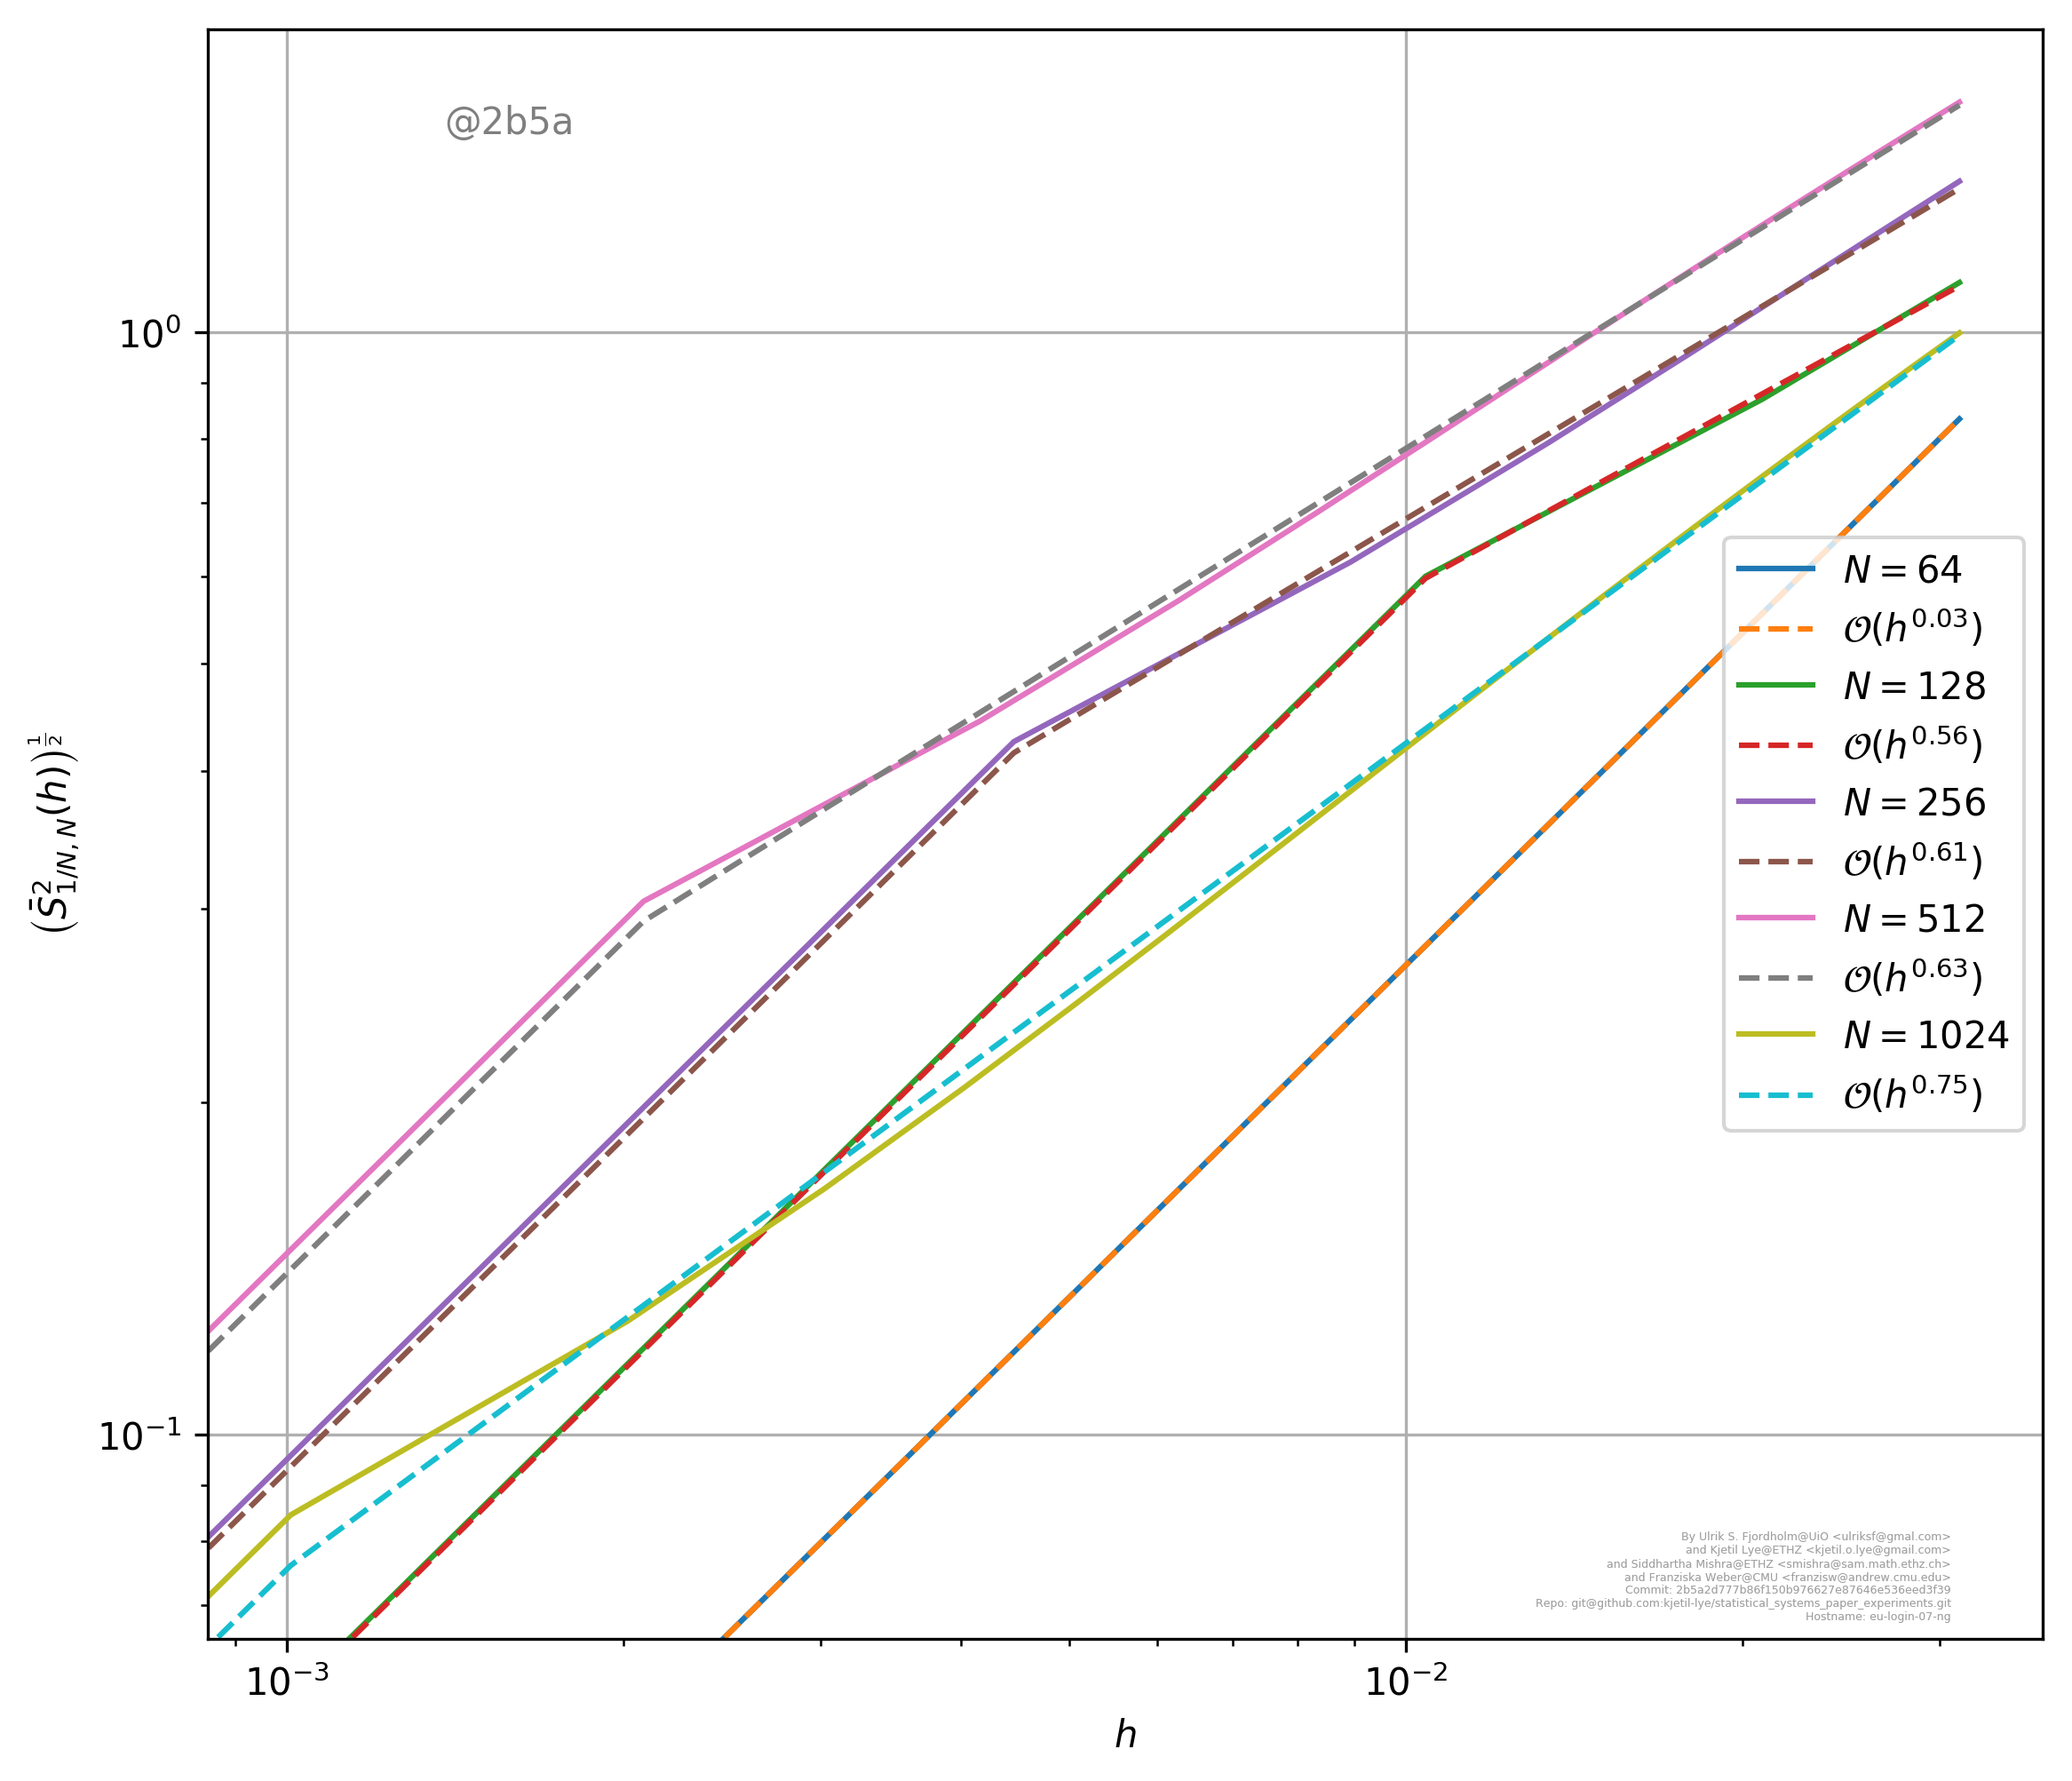 @2b5a
10⁰
10⁻¹
(S̄²₁/N, N(h))^½
10⁻³
10⁻²
h
N = 64
𝒪(h^0.03)
N = 128
𝒪(h^0.56)
N = 256
𝒪(h^0.61)
N = 512
𝒪(h^0.63)
N = 1024
𝒪(h^0.75)
By Ulrik S. Fjordholm@UiO <ulriksf@gmal.com>
and Kjetil Lye@ETHZ <kjetil.o.lye@gmail.com>
and Siddhartha Mishra@ETHZ <smishra@sam.math.ethz.ch>
and Franziska Weber@CMU <franzisw@andrew.cmu.edu>
Commit: 2b5a2d777b86f150b976627e87646e536eed3f39
Repo: git@github.com:kjetil-lye/statistical_systems_paper_experiments.git
Hostname: eu-login-07-ng